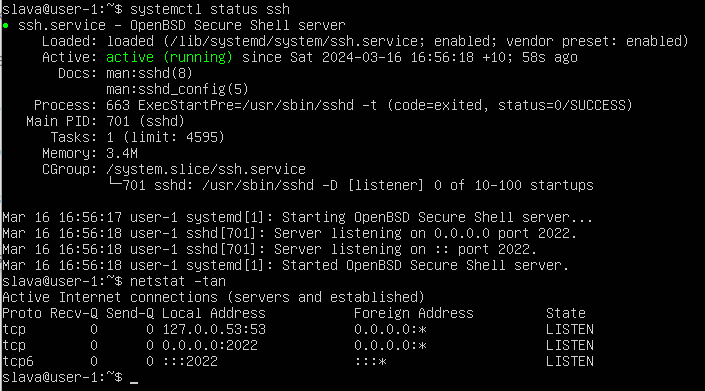 slava@user-1:~$ systemctl status ssh
● ssh.service - OpenBSD Secure Shell server
     Loaded: loaded (/lib/systemd/system/ssh.service; enabled; vendor preset: enabled)
     Active: active (running) since Sat 2024-03-16 16:56:18 +10; 58s ago
       Docs: man:sshd(8)
             man:sshd_config(5)
    Process: 663 ExecStartPre=/usr/sbin/sshd -t (code=exited, status=0/SUCCESS)
   Main PID: 701 (sshd)
      Tasks: 1 (limit: 4595)
     Memory: 3.4M
     CGroup: /system.slice/ssh.service
             └─701 sshd: /usr/sbin/sshd -D [listener] 0 of 10-100 startups

Mar 16 16:56:17 user-1 systemd[1]: Starting OpenBSD Secure Shell server...
Mar 16 16:56:18 user-1 sshd[701]: Server listening on 0.0.0.0 port 2022.
Mar 16 16:56:18 user-1 sshd[701]: Server listening on :: port 2022.
Mar 16 16:56:18 user-1 systemd[1]: Started OpenBSD Secure Shell server.
slava@user-1:~$ netstat -tan
Active Internet connections (servers and established)
Proto Recv-Q Send-Q Local Address           Foreign Address         State
tcp        0      0 127.0.0.53:53           0.0.0.0:*               LISTEN
tcp        0      0 0.0.0.0:2022            0.0.0.0:*               LISTEN
tcp6       0      0 :::2022                 :::*                    LISTEN
slava@user-1:~$ _